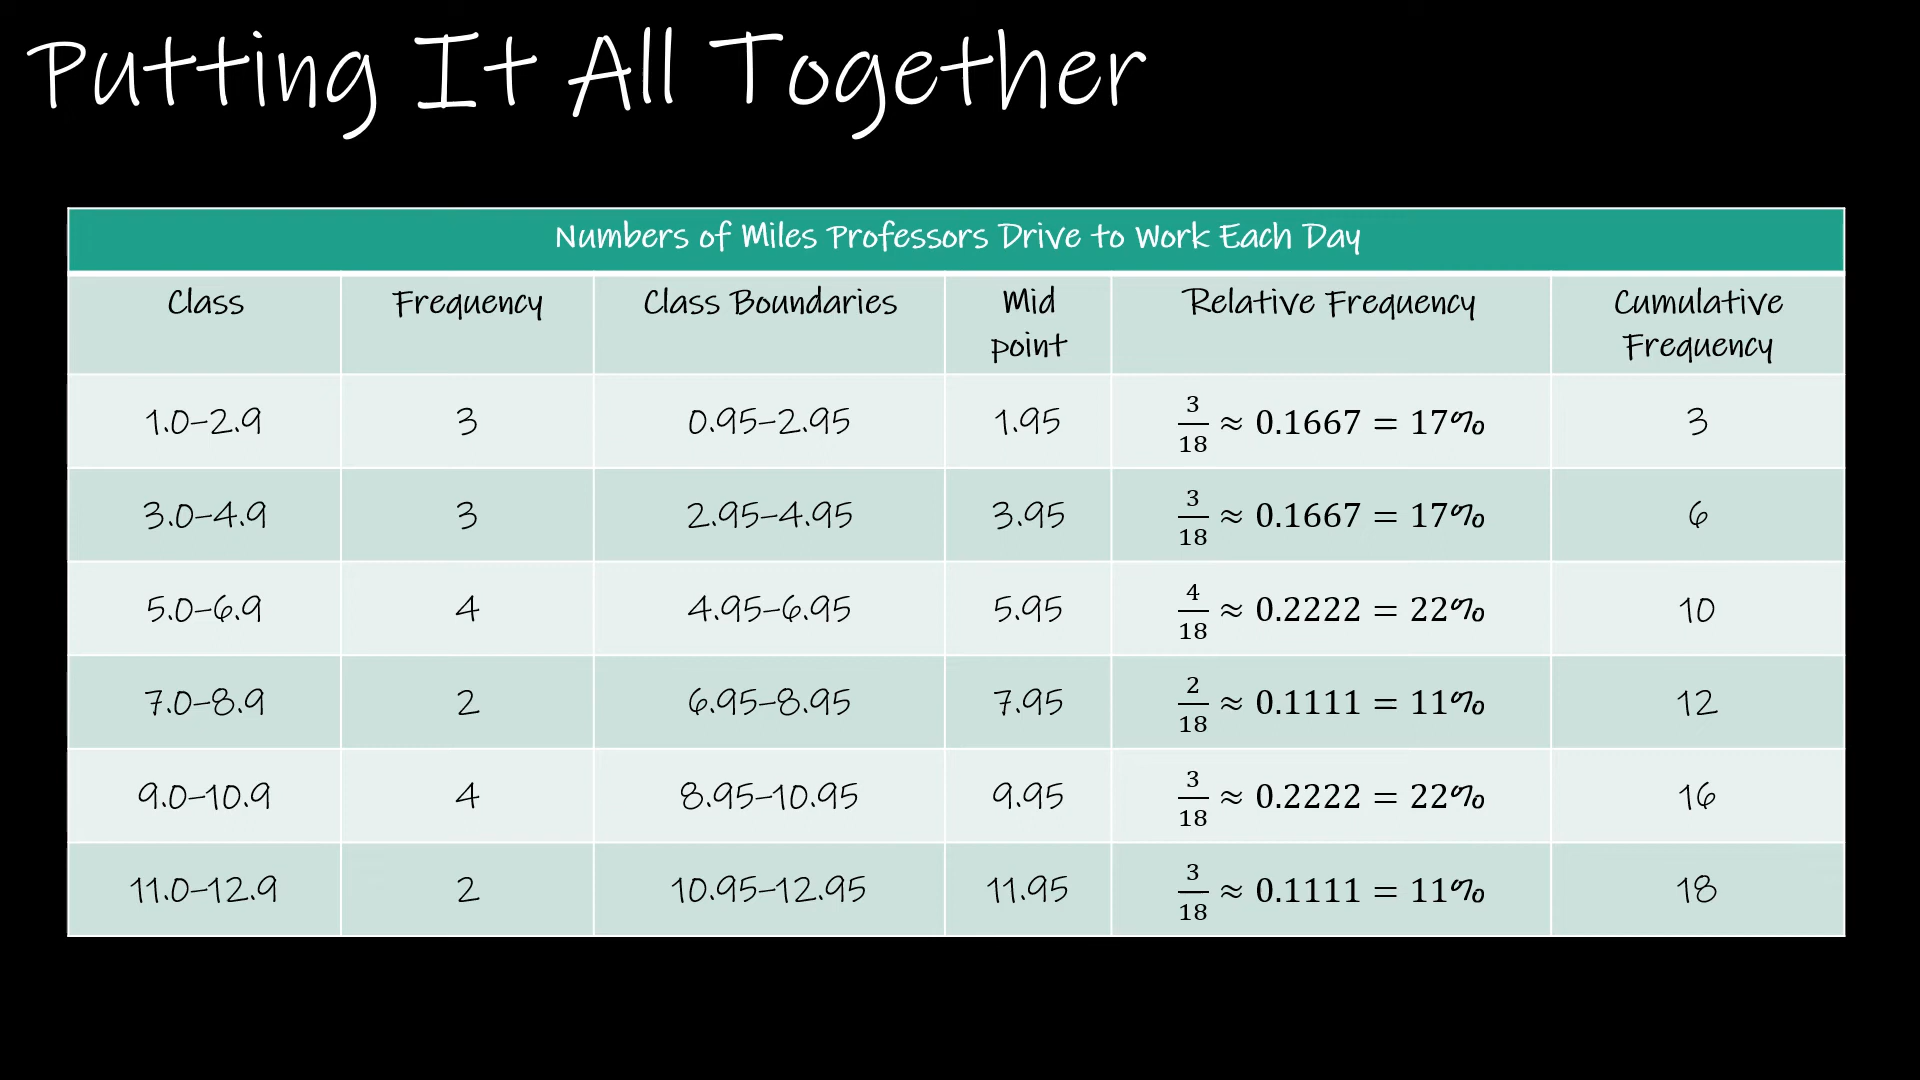 Putting It All Together
Numbers of Miles Professors Drive to Work Each Day
Class Frequency Class Boundaries Mid point Relative Frequency Cumulative Frequency
1.0–2.9 3 0.95–2.95 1.95 3/18 ≈ 0.1667 = 17% 3
3.0–4.9 3 2.95–4.95 3.95 3/18 ≈ 0.1667 = 17% 6
5.0–6.9 4 4.95–6.95 5.95 4/18 ≈ 0.2222 = 22% 10
7.0–8.9 2 6.95–8.95 7.95 2/18 ≈ 0.1111 = 11% 12
9.0–10.9 4 8.95–10.95 9.95 3/18 ≈ 0.2222 = 22% 16
11.0–12.9 2 10.95–12.95 11.95 3/18 ≈ 0.1111 = 11% 18